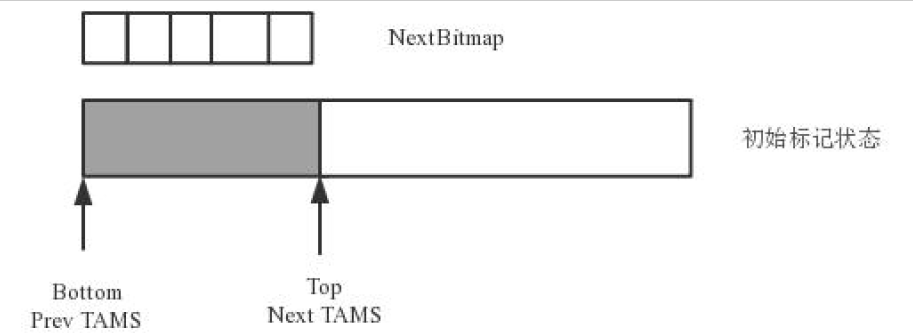 NextBitmap
初始标记状态
Bottom
Prev TAMS
Top
Next TAMS